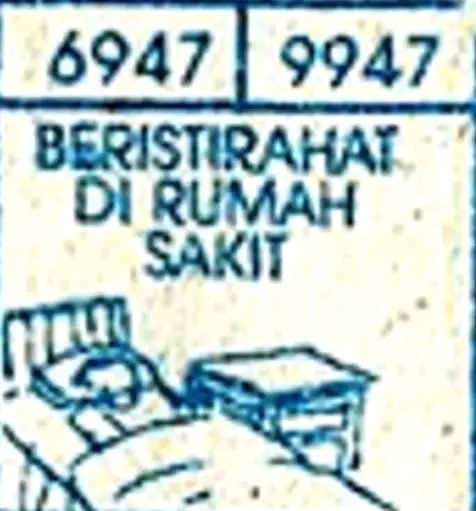 6947 9947
BERISTIRAHAT
DI RUMAH
SAKIT